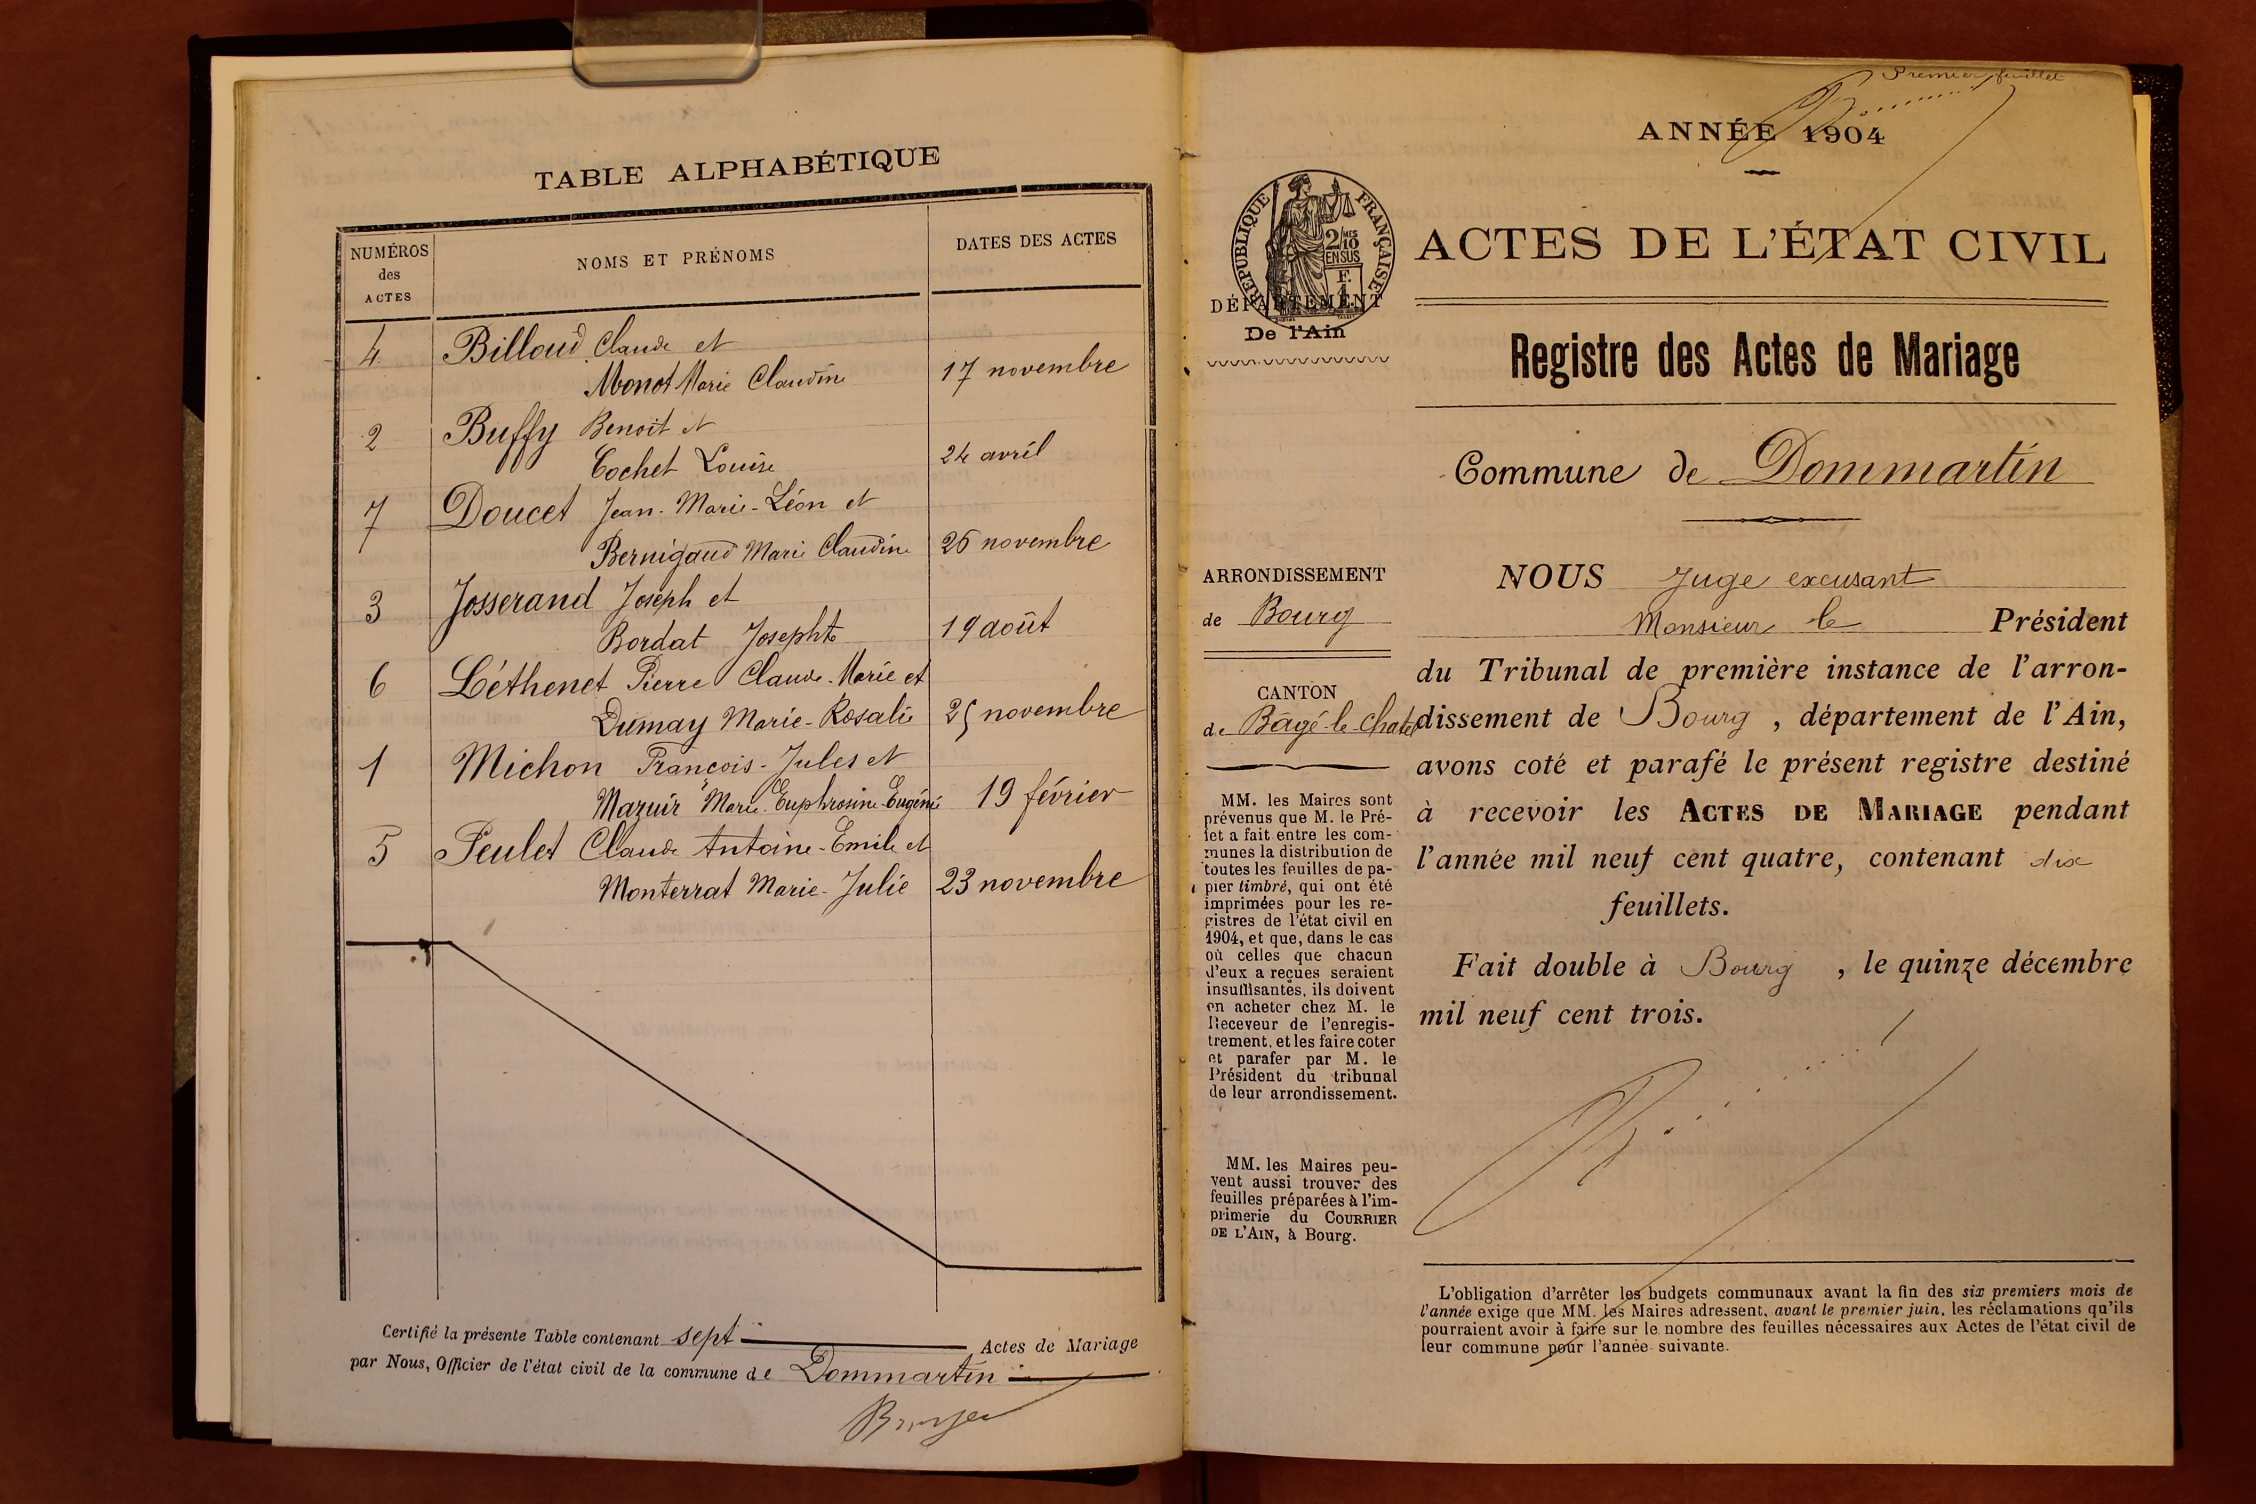 TABLE ALPHABÉTIQUE
NUMÉROS
des
ACTES
NOMS ET PRÉNOMS
DATES DES ACTES
4 Billoud Claude et
Monot Marie Claudine 17 novembre
2 Buffy Benoit et
Cochet Louise 24 avril
7 Doucet Jean-Marie-Léon et
Bernigaud Marie Claudine 26 novembre
3 Josserand Joseph et
Bordat Josephte 19 août
6 Léthenet Pierre Claude-Marie et
Dumay Marie-Rosalie 25 novembre
1 Michon François-Jules et
Mazuir Marie-Euphrosine-Eugénie 19 février
5 Peulet Claude Antoine-Emile et
Monterrat Marie-Julie 23 novembre
Certifié la présente Table contenant sept Actes de Mariage
par Nous, Officier de l'état civil de la commune de Dommartin
Premier feuillet
ANNÉE 1904
RÉPUBLIQUE FRANÇAISE
2/10 MES
EN SUS
F.
1.
DÉPARTEMENT
De l'Ain
ACTES DE L'ÉTAT CIVIL
Registre des Actes de Mariage
Commune de Dommartin
ARRONDISSEMENT
de Bourg
CANTON
de Bâgé-le-Chatel
MM. les Maires sont
prévenus que M. le Pré-
fet a fait entre les com-
munes la distribution de
toutes les feuilles de pa-
pier timbré, qui ont été
imprimées pour les re-
gistres de l'état civil en
1904, et que, dans le cas
où celles que chacun
d'eux a reçues seraient
insuffisantes, ils doivent
en acheter chez M. le
Receveur de l'enregis-
trement, et les faire coter
et parafer par M. le
Président du tribunal
de leur arrondissement.
MM. les Maires peu-
vent aussi trouver des
feuilles préparées à l'im-
primerie du COURRIER
DE L'AIN, à Bourg.
NOUS Juge excusant
Monsieur le Président
du Tribunal de première instance de l'arron-
dissement de Bourg, département de l'Ain,
avons coté et parafé le présent registre destiné
à recevoir les ACTES DE MARIAGE pendant
l'année mil neuf cent quatre, contenant dix
feuillets.
Fait double à Bourg, le quinze décembre
mil neuf cent trois.
L'obligation d'arrêter les budgets communaux avant la fin des six premiers mois de
l'année exige que MM. les Maires adressent, avant le premier juin, les réclamations qu'ils
pourraient avoir à faire sur le nombre des feuilles nécessaires aux Actes de l'état civil de
leur commune pour l'année suivante.